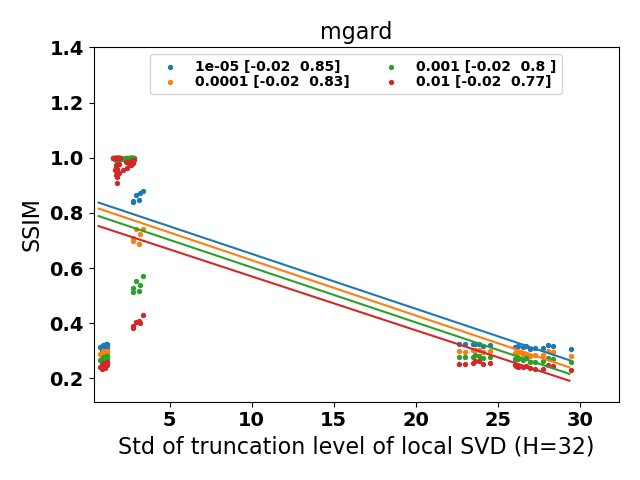 mgard
1e-05 [-0.02  0.85]
0.0001 [-0.02  0.83]
0.001 [-0.02  0.8 ]
0.01 [-0.02  0.77]
1.4
1.2
1.0
0.8
0.6
0.4
0.2
SSIM
5 10 15 20 25 30
Std of truncation level of local SVD (H=32)